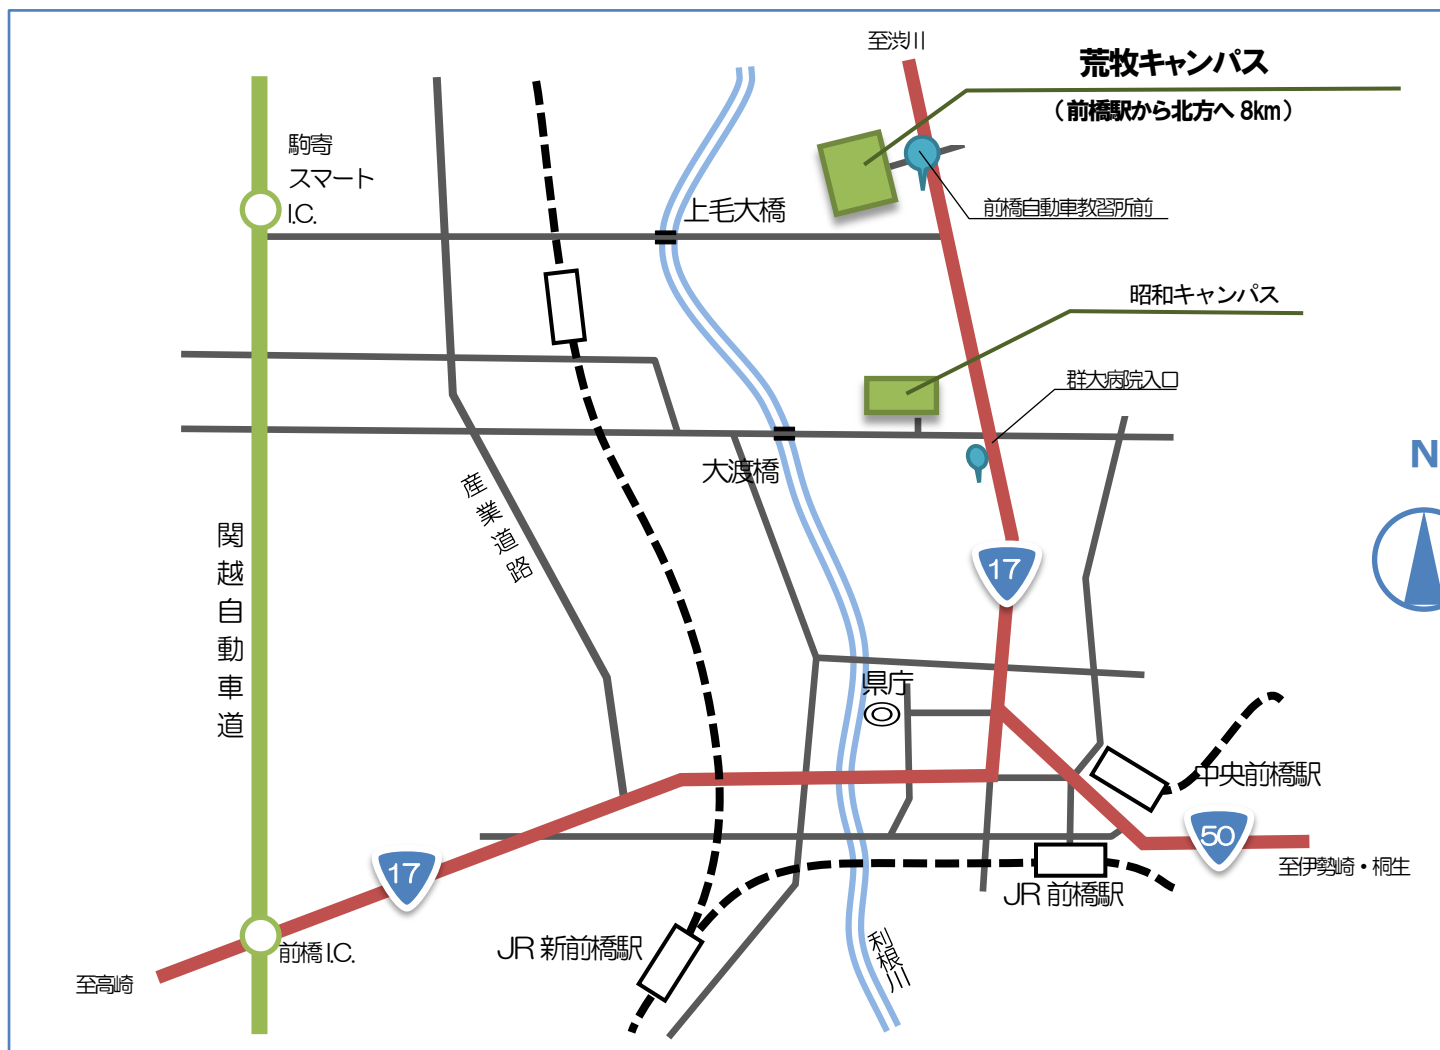 至渋川
荒牧キャンパス
（前橋駅から北方へ 8km）
駒寄
スマート
I.C.
上毛大橋
前橋自動車教習所前
昭和キャンパス
群大病院入口
大渡橋
産業道路
N
関越自動車道
17
県庁
中央前橋駅
50
至伊勢崎・桐生
17
JR 前橋駅
JR 新前橋駅
利根川
前橋 I.C.
至高崎